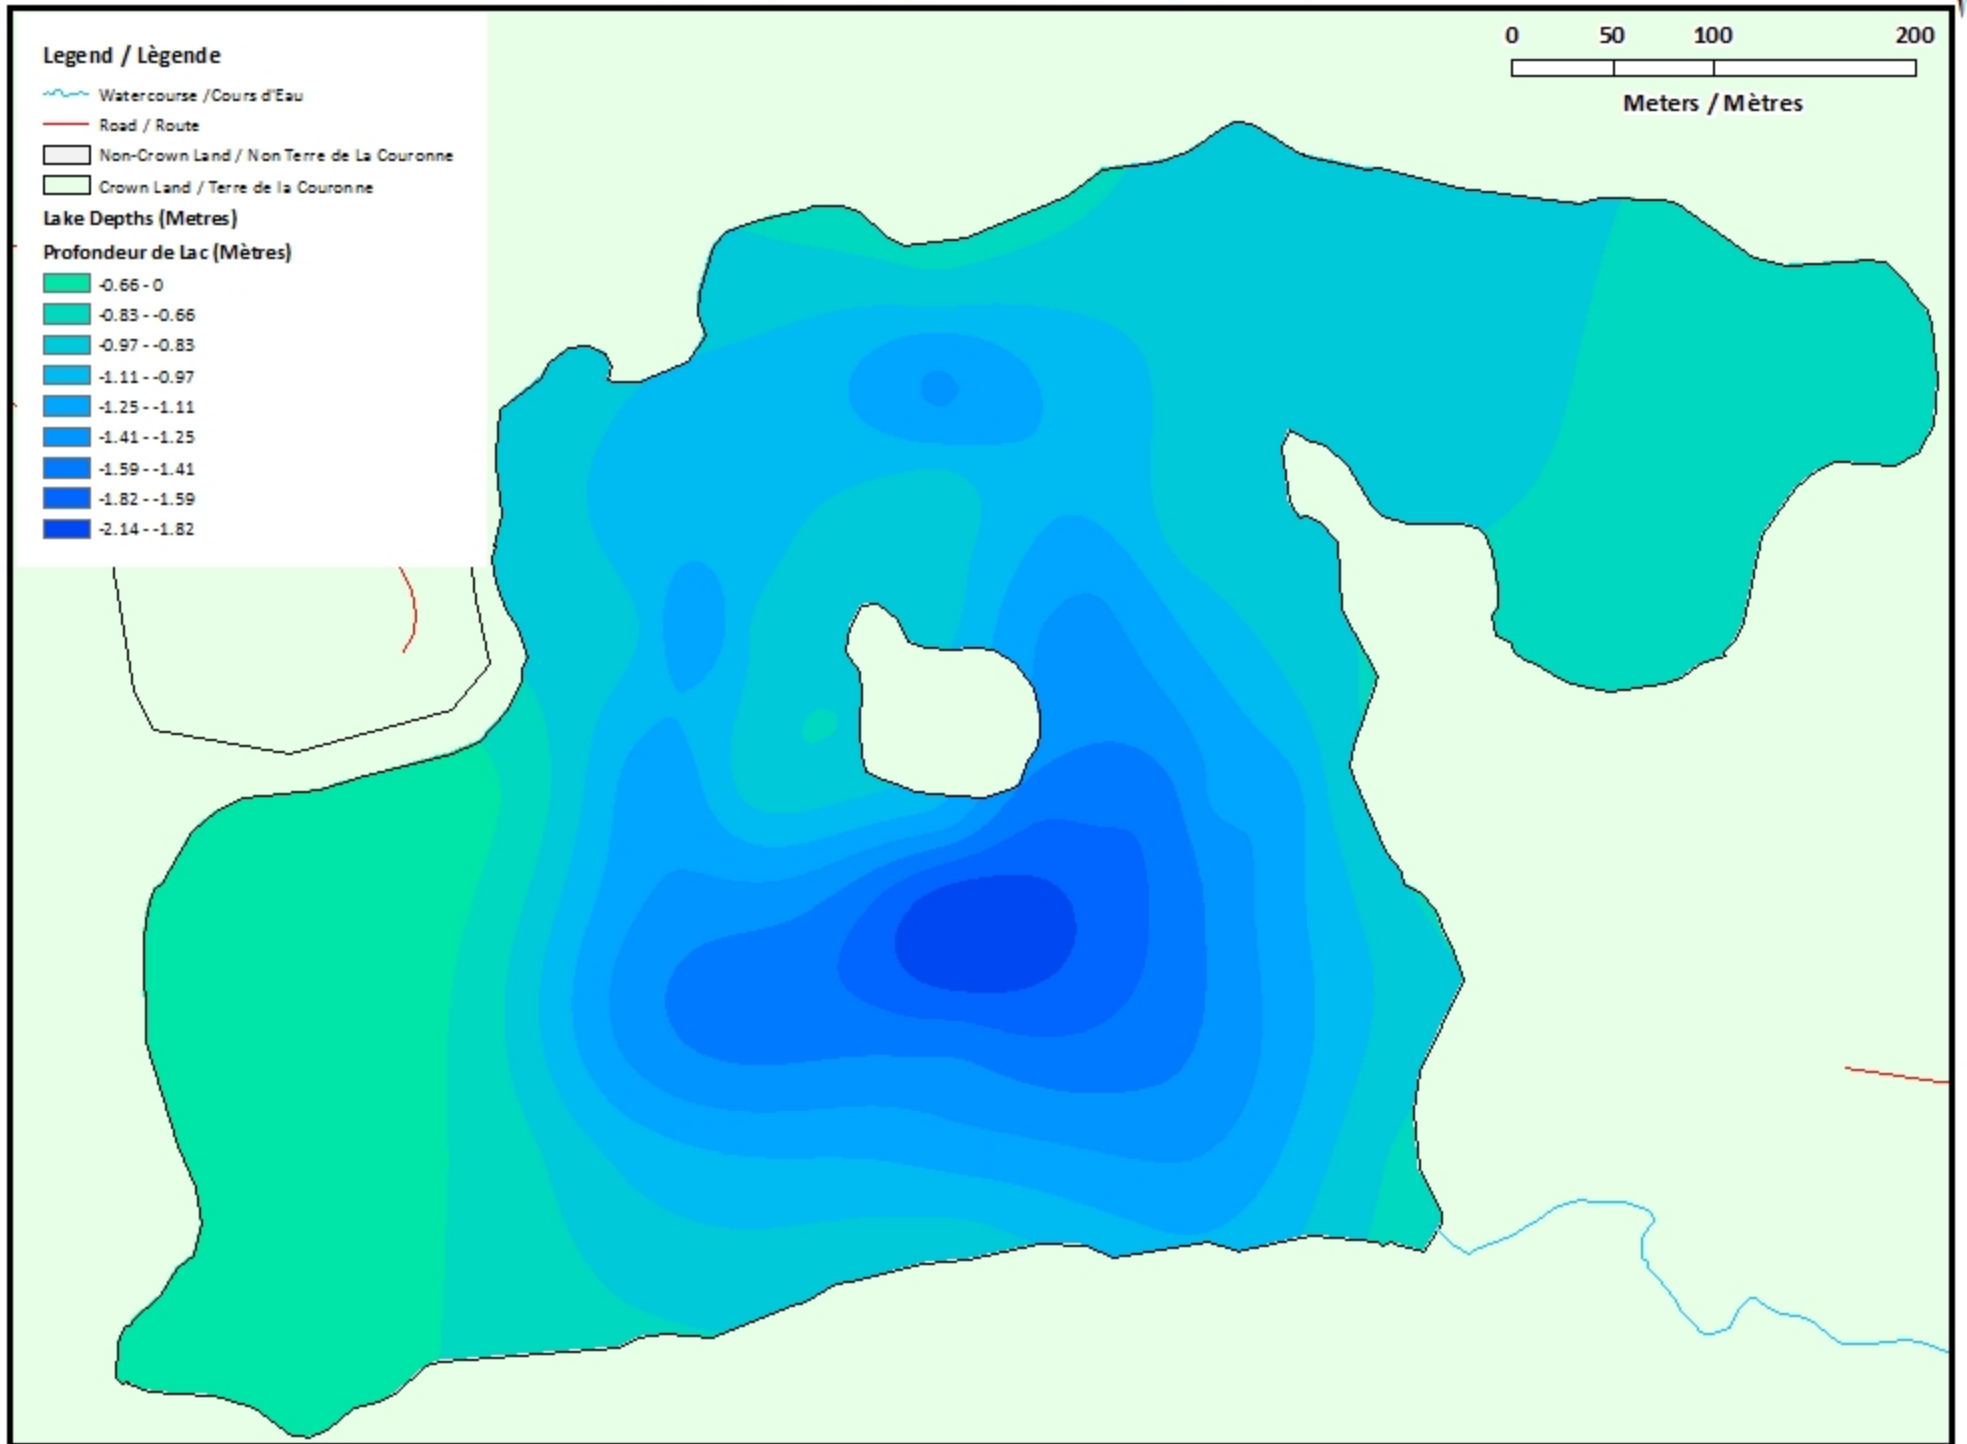 Legend / Lègende
Watercourse /Cours d'Eau
Road / Route
Non-Crown Land / Non Terre de La Couronne
Crown Land / Terre de la Couronne
Lake Depths (Metres)
Profondeur de Lac (Mètres)
-0.66 - 0
-0.83 - -0.66
-0.97 - -0.83
-1.11 - -0.97
-1.25 - -1.11
-1.41 - -1.25
-1.59 - -1.41
-1.82 - -1.59
-2.14 - -1.82
0 50 100 200
Meters / Mètres